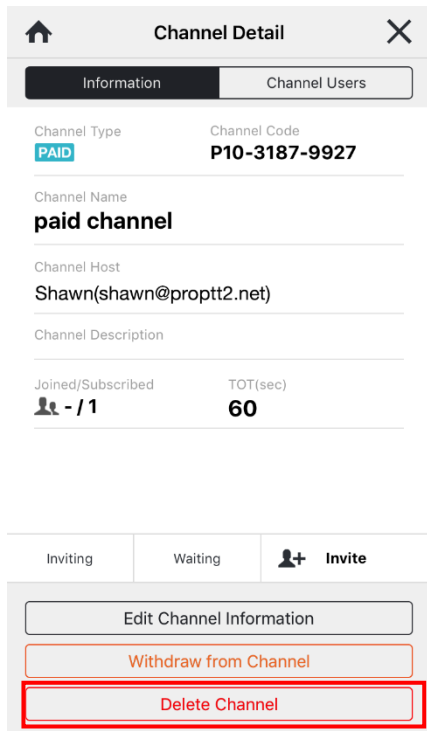 Channel Detail
Information Channel Users
Channel Type Channel Code
PAID P10-3187-9927
Channel Name
paid channel
Channel Host
Shawn(shawn@proptt2.net)
Channel Description
Joined/Subscribed TOT(sec)
- / 1 60
Inviting Waiting Invite
Edit Channel Information
Withdraw from Channel
Delete Channel